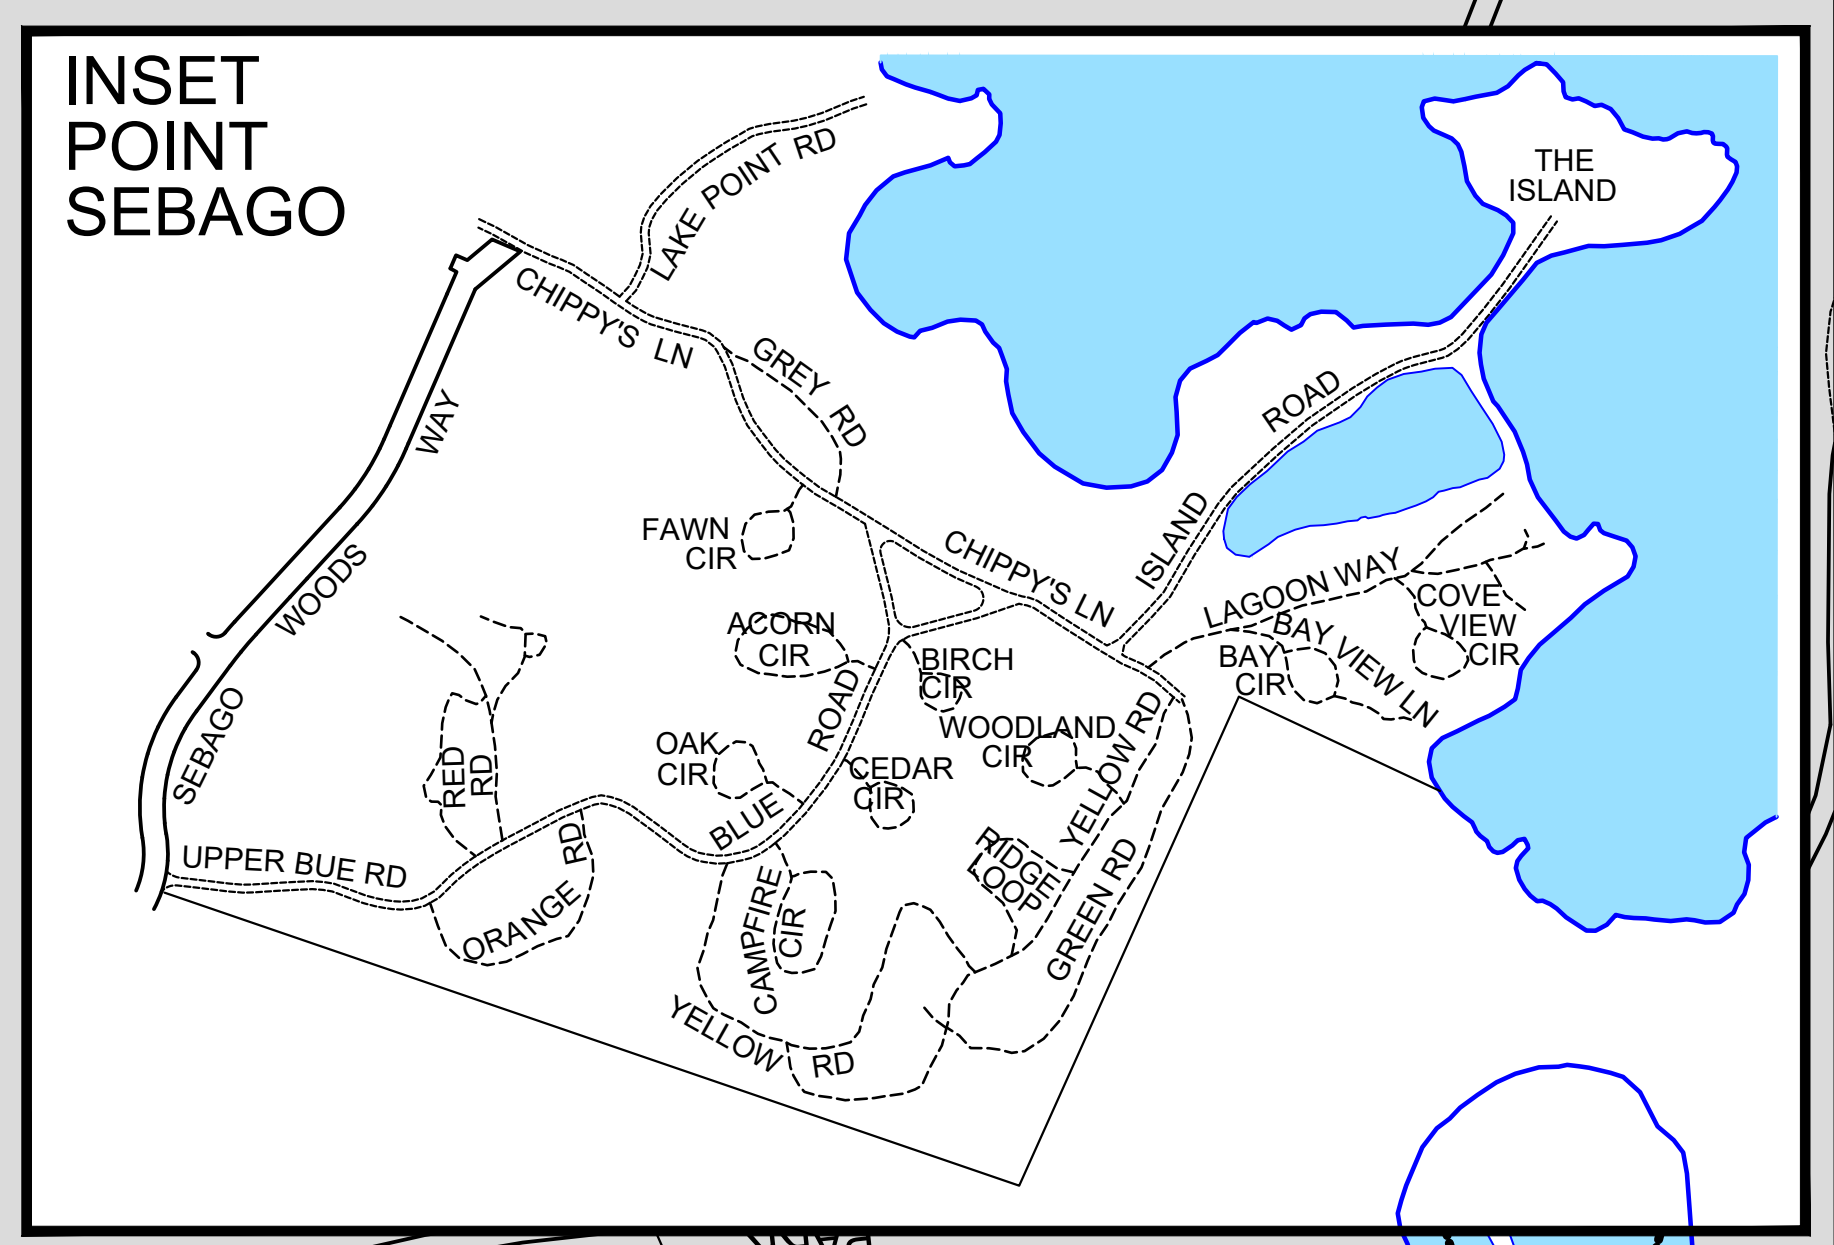 INSET
POINT
SEBAGO
LAKE POINT RD
THE
ISLAND
CHIPPY'S LN
GREY RD
ISLAND ROAD
SEBAGO WOODS WAY
FAWN
CIR
CHIPPY'S LN
LAGOON WAY
COVE
VIEW
CIR
BAY VIEW LN
BAY
CIR
ACORN
CIR
BIRCH
CIR
WOODLAND
CIR
YELLOW RD
OAK
CIR
CEDAR
CIR
BLUE ROAD
RED
RD
UPPER BUE RD
ORANGE RD
CAMPFIRE
CIR
RIDGE
LOOP
GREEN RD
YELLOW RD